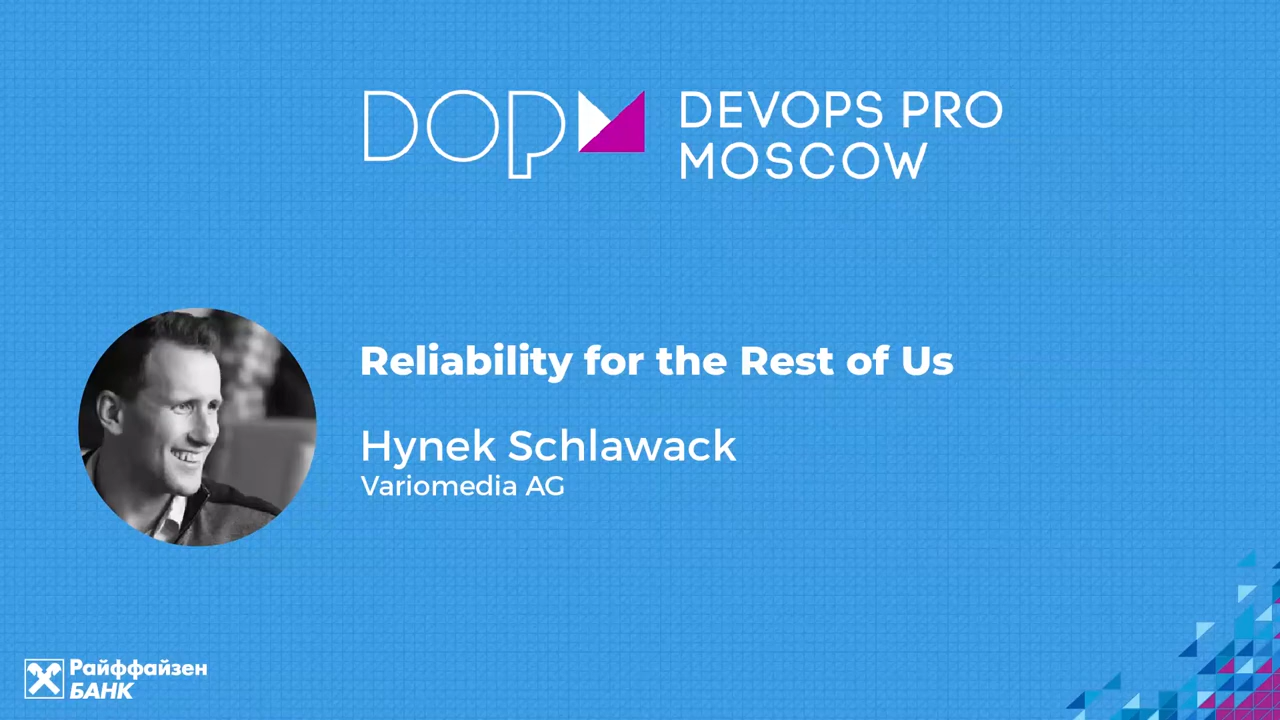 DOP
DEVOPS PRO
MOSCOW
Reliability for the Rest of Us
Hynek Schlawack
Variomedia AG
Райффайзен
БАНК